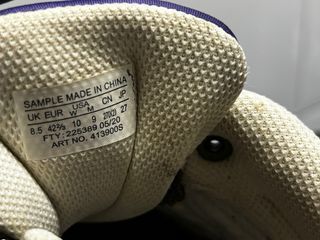 SAMPLE MADE IN CHINA
USA
UK EUR W M CN JP
8.5 42⅔ 10 9 270(2) 27
FTY: 225389 05/20
ART NO. 413900S